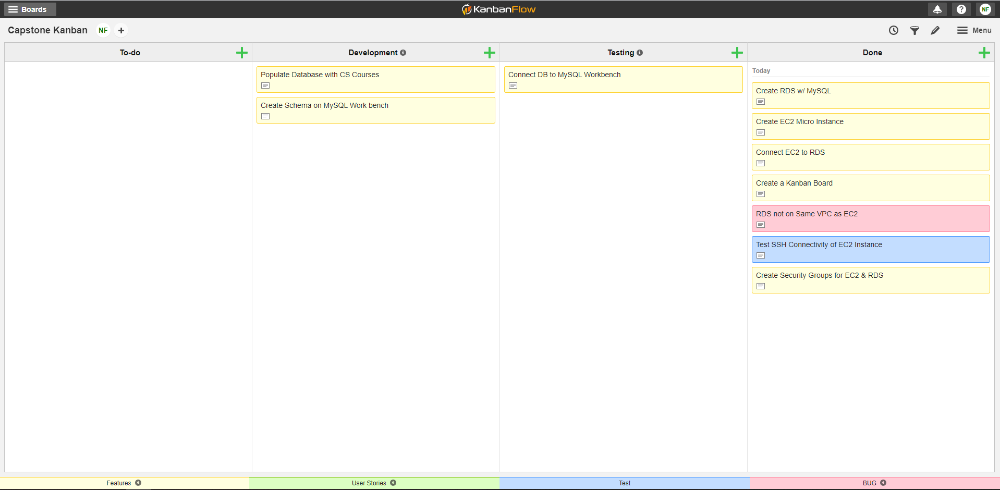 Boards
KanbanFlow
NF
Capstone Kanban
NF
Menu
To-do
Development
Testing
Done
Populate Database with CS Courses
Create Schema on MySQL Work bench
Connect DB to MySQL Workbench
Today
Create RDS w/ MySQL
Create EC2 Micro Instance
Connect EC2 to RDS
Create a Kanban Board
RDS not on Same VPC as EC2
Test SSH Connectivity of EC2 Instance
Create Security Groups for EC2 & RDS
Features
User Stories
Test
BUG